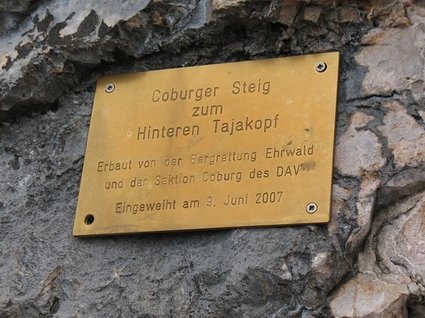 Coburger Steig
zum
Hinteren Tajakopf
Erbaut von der Bergrettung Ehrwald
und der Sektion Coburg des DAV
Eingeweiht am 9. Juni 2007